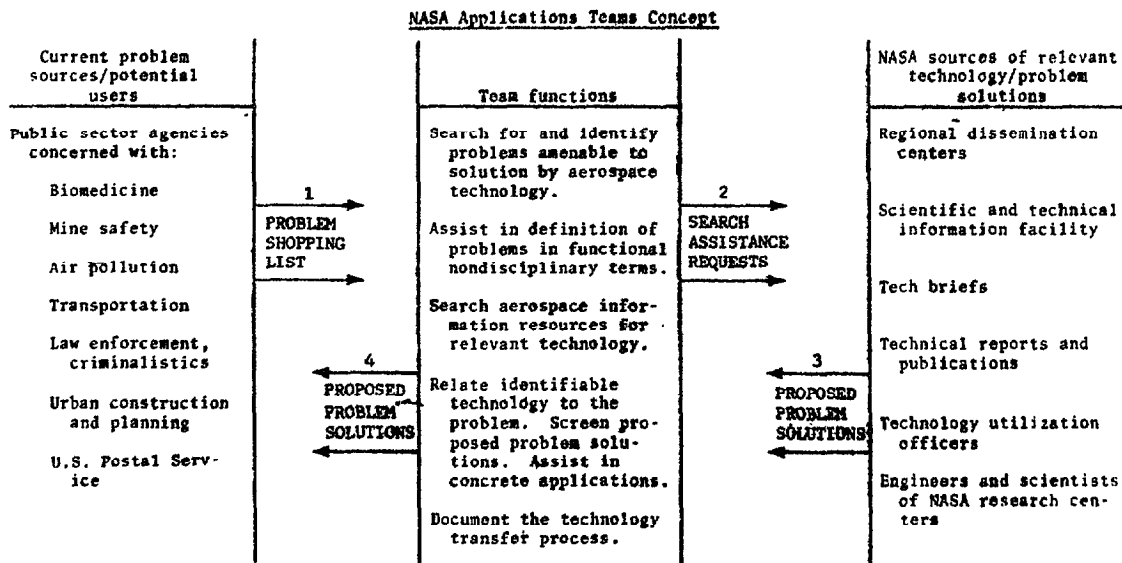 NASA Applications Teams Concept
Current problem
sources/potential
users
Public sector agencies
concerned with:
Biomedicine
Mine safety
Air pollution
Transportation
Law enforcement,
criminalistics
Urban construction
and planning
U.S. Postal Serv-
ice
1
PROBLEM
SHOPPING
LIST
4
PROPOSED
PROBLEM
SOLUTIONS
Team functions
Search for and identify
problems amenable to
solution by aerospace
technology.
Assist in definition of
problems in functional
nondisciplinary terms.
Search aerospace infor-
mation resources for
relevant technology.
Relate identifiable
technology to the
problem. Screen pro-
posed problem solu-
tions. Assist in
concrete applications.
Document the technology
transfer process.
2
SEARCH
ASSISTANCE
REQUESTS
3
PROPOSED
PROBLEM
SOLUTIONS
NASA sources of relevant
technology/problem
solutions
Regional dissemination
centers
Scientific and technical
information facility
Tech briefs
Technical reports and
publications
Technology utilization
officers
Engineers and scientists
of NASA research cen-
ters